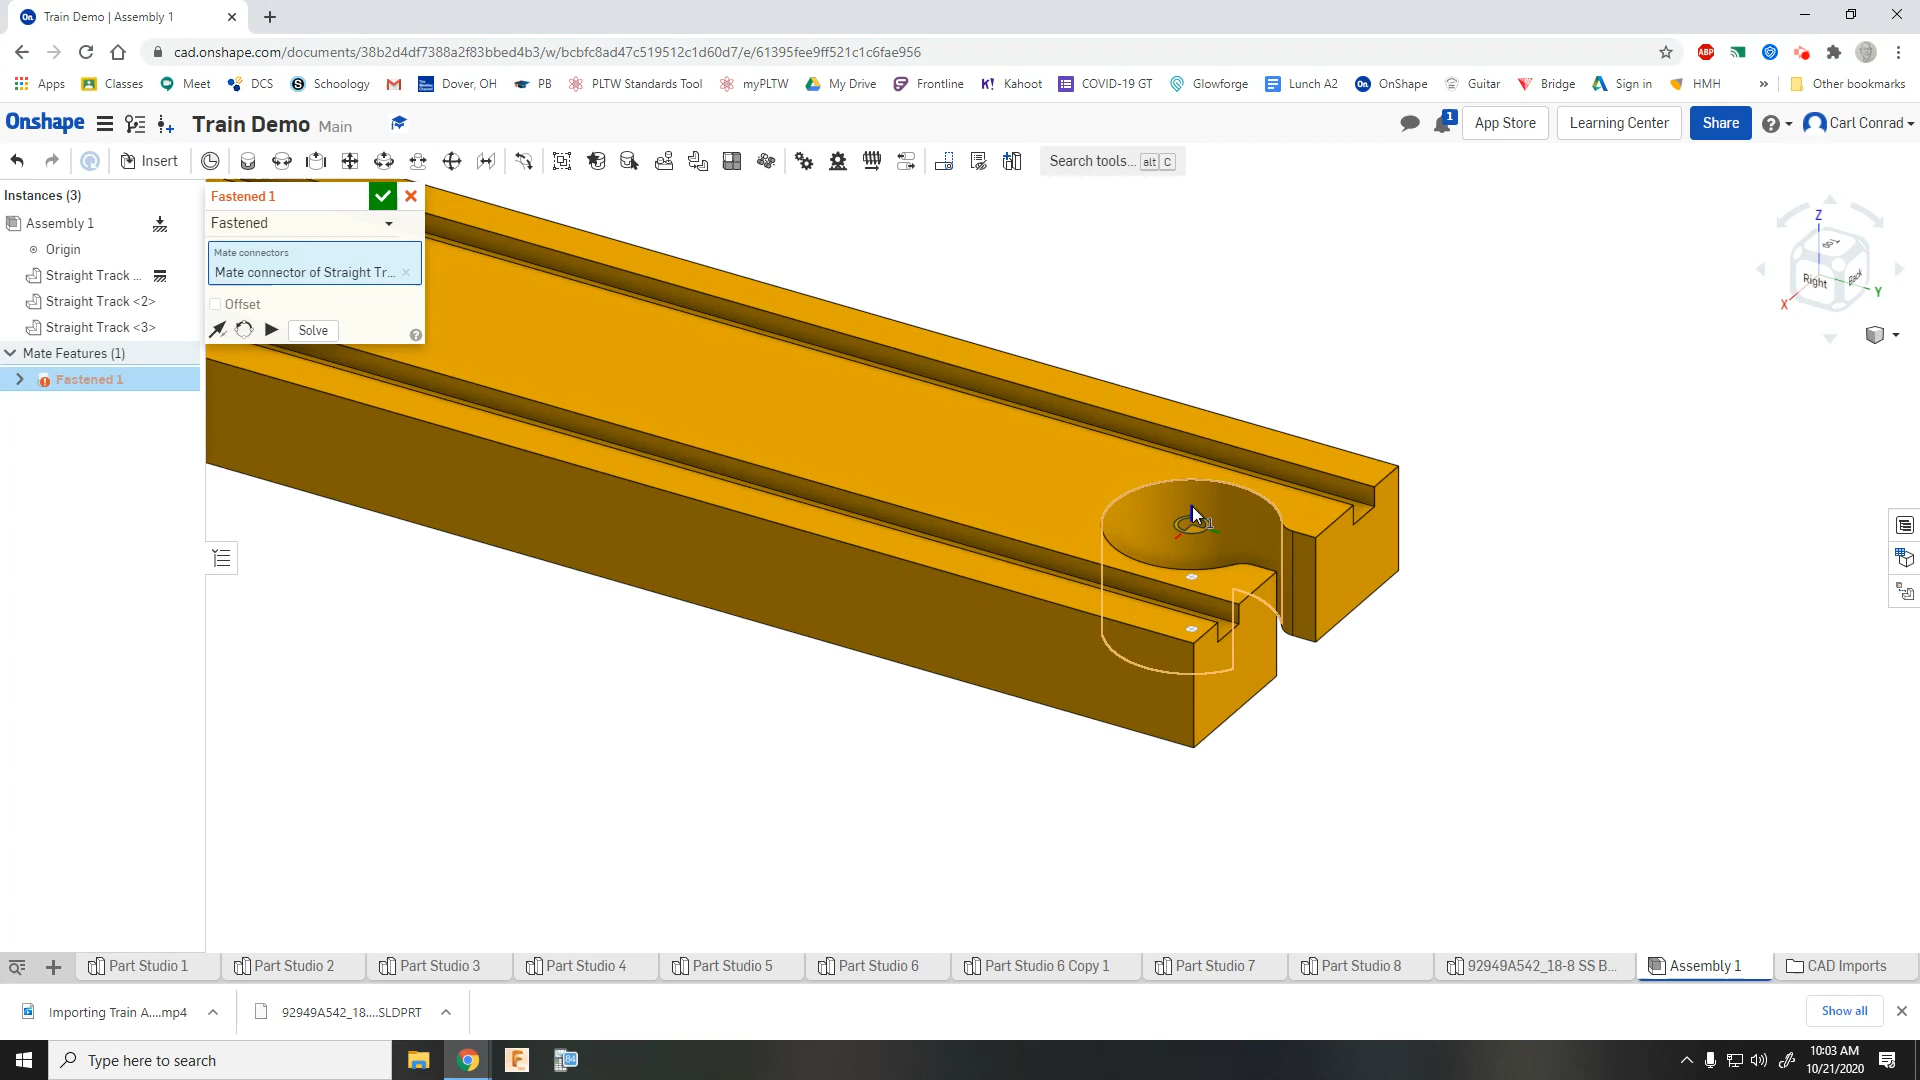 Train Demo | Assembly 1
cad.onshape.com/documents/38b2d4df7388a2f83bbed4b3/w/bcbfc8ad47c519512c1d60d7/e/61395fee9ff521c1c6fae956
ABP
Apps Classes Meet DCS Schoology Dover, OH PB PLTW Standards Tool myPLTW My Drive Frontline Kahoot COVID-19 GT Glowforge Lunch A2 OnShape Guitar Bridge Sign in HMH » Other bookmarks
Onshape Train Demo Main 1 App Store Learning Center Share Carl Conrad
Insert Search tools... alt C
Instances (3)
Assembly 1
Origin
Straight Track ...
Straight Track <2>
Straight Track <3>
Mate Features (1)
Fastened 1
Fastened 1
Fastened
Mate connectors
Mate connector of Straight Tr...
Offset
Solve
1
Z
Right
Back
X
Y
Part Studio 1 Part Studio 2 Part Studio 3 Part Studio 4 Part Studio 5 Part Studio 6 Part Studio 6 Copy 1 Part Studio 7 Part Studio 8 92949A542_18-8 SS B... Assembly 1 CAD Imports
Importing Train A....mp4 92949A542_18....SLDPRT Show all
Type here to search
10:03 AM
10/21/2020